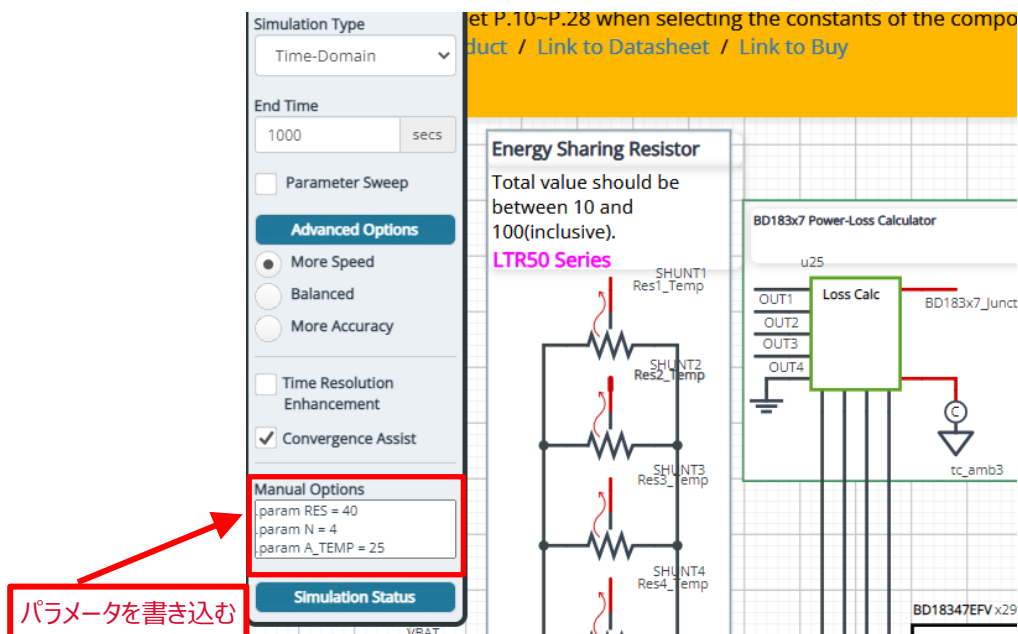 Simulation Type
Time-Domain
End Time
1000 secs
Parameter Sweep
Advanced Options
More Speed
Balanced
More Accuracy
Time Resolution
Enhancement
Convergence Assist
Manual Options
.param RES = 40
.param N = 4
.param A_TEMP = 25
Simulation Status
パラメータを書き込む
et P.10~P.28 when selecting the constants of the compo
duct / Link to Datasheet / Link to Buy
Energy Sharing Resistor
Total value should be
between 10 and
100(inclusive).
LTR50 Series
SHUNT1
Res1_Temp
SHUNT2
Res2_Temp
SHUNT3
Res3_Temp
SHUNT4
Res4_Temp
VBAT
BD183x7 Power-Loss Calculator
u25
Loss Calc
OUT1
OUT2
OUT3
OUT4
BD183x7_Junct
C
tc_amb3
BD18347EFV x29